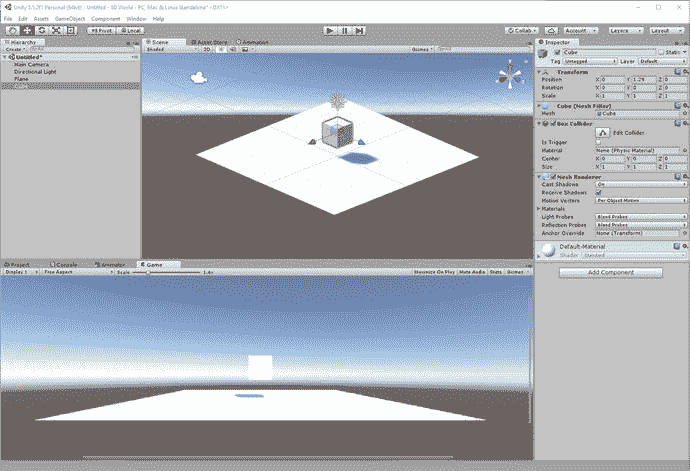 Unity 5.5.2f1 Personal (64bit) - Untitled - 3D World - PC, Mac & Linux Standalone* <DX11>
File Edit Assets GameObject Component Window Help
Pivot Local Collab Account Layers Layout
Hierarchy
Create
Untitled*
Main Camera
Directional Light
Plane
Cube
Scene Asset Store Animation
Shaded 2D Gizmos
Project Console Animator Game
Display 1 Free Aspect Scale Maximize On Play Mute Audio Stats Gizmos
Inspector
Cube Static
Tag Untagged Layer Default
Transform
Position X 0 Y 1.29 Z 0
Rotation X 0 Y 0 Z 0
Scale X 1 Y 1 Z 1
Cube (Mesh Filter)
Mesh Cube
Box Collider
Edit Collider
Is Trigger
Material None (Physic Material)
Center X 0 Y 0 Z 0
Size X 1 Y 1 Z 1
Mesh Renderer
Cast Shadows On
Receive Shadows
Motion Vectors Per Object Motion
Materials
Light Probes Blend Probes
Reflection Probes Blend Probes
Anchor Override None (Transform)
Default-Material
Shader Standard
Add Component